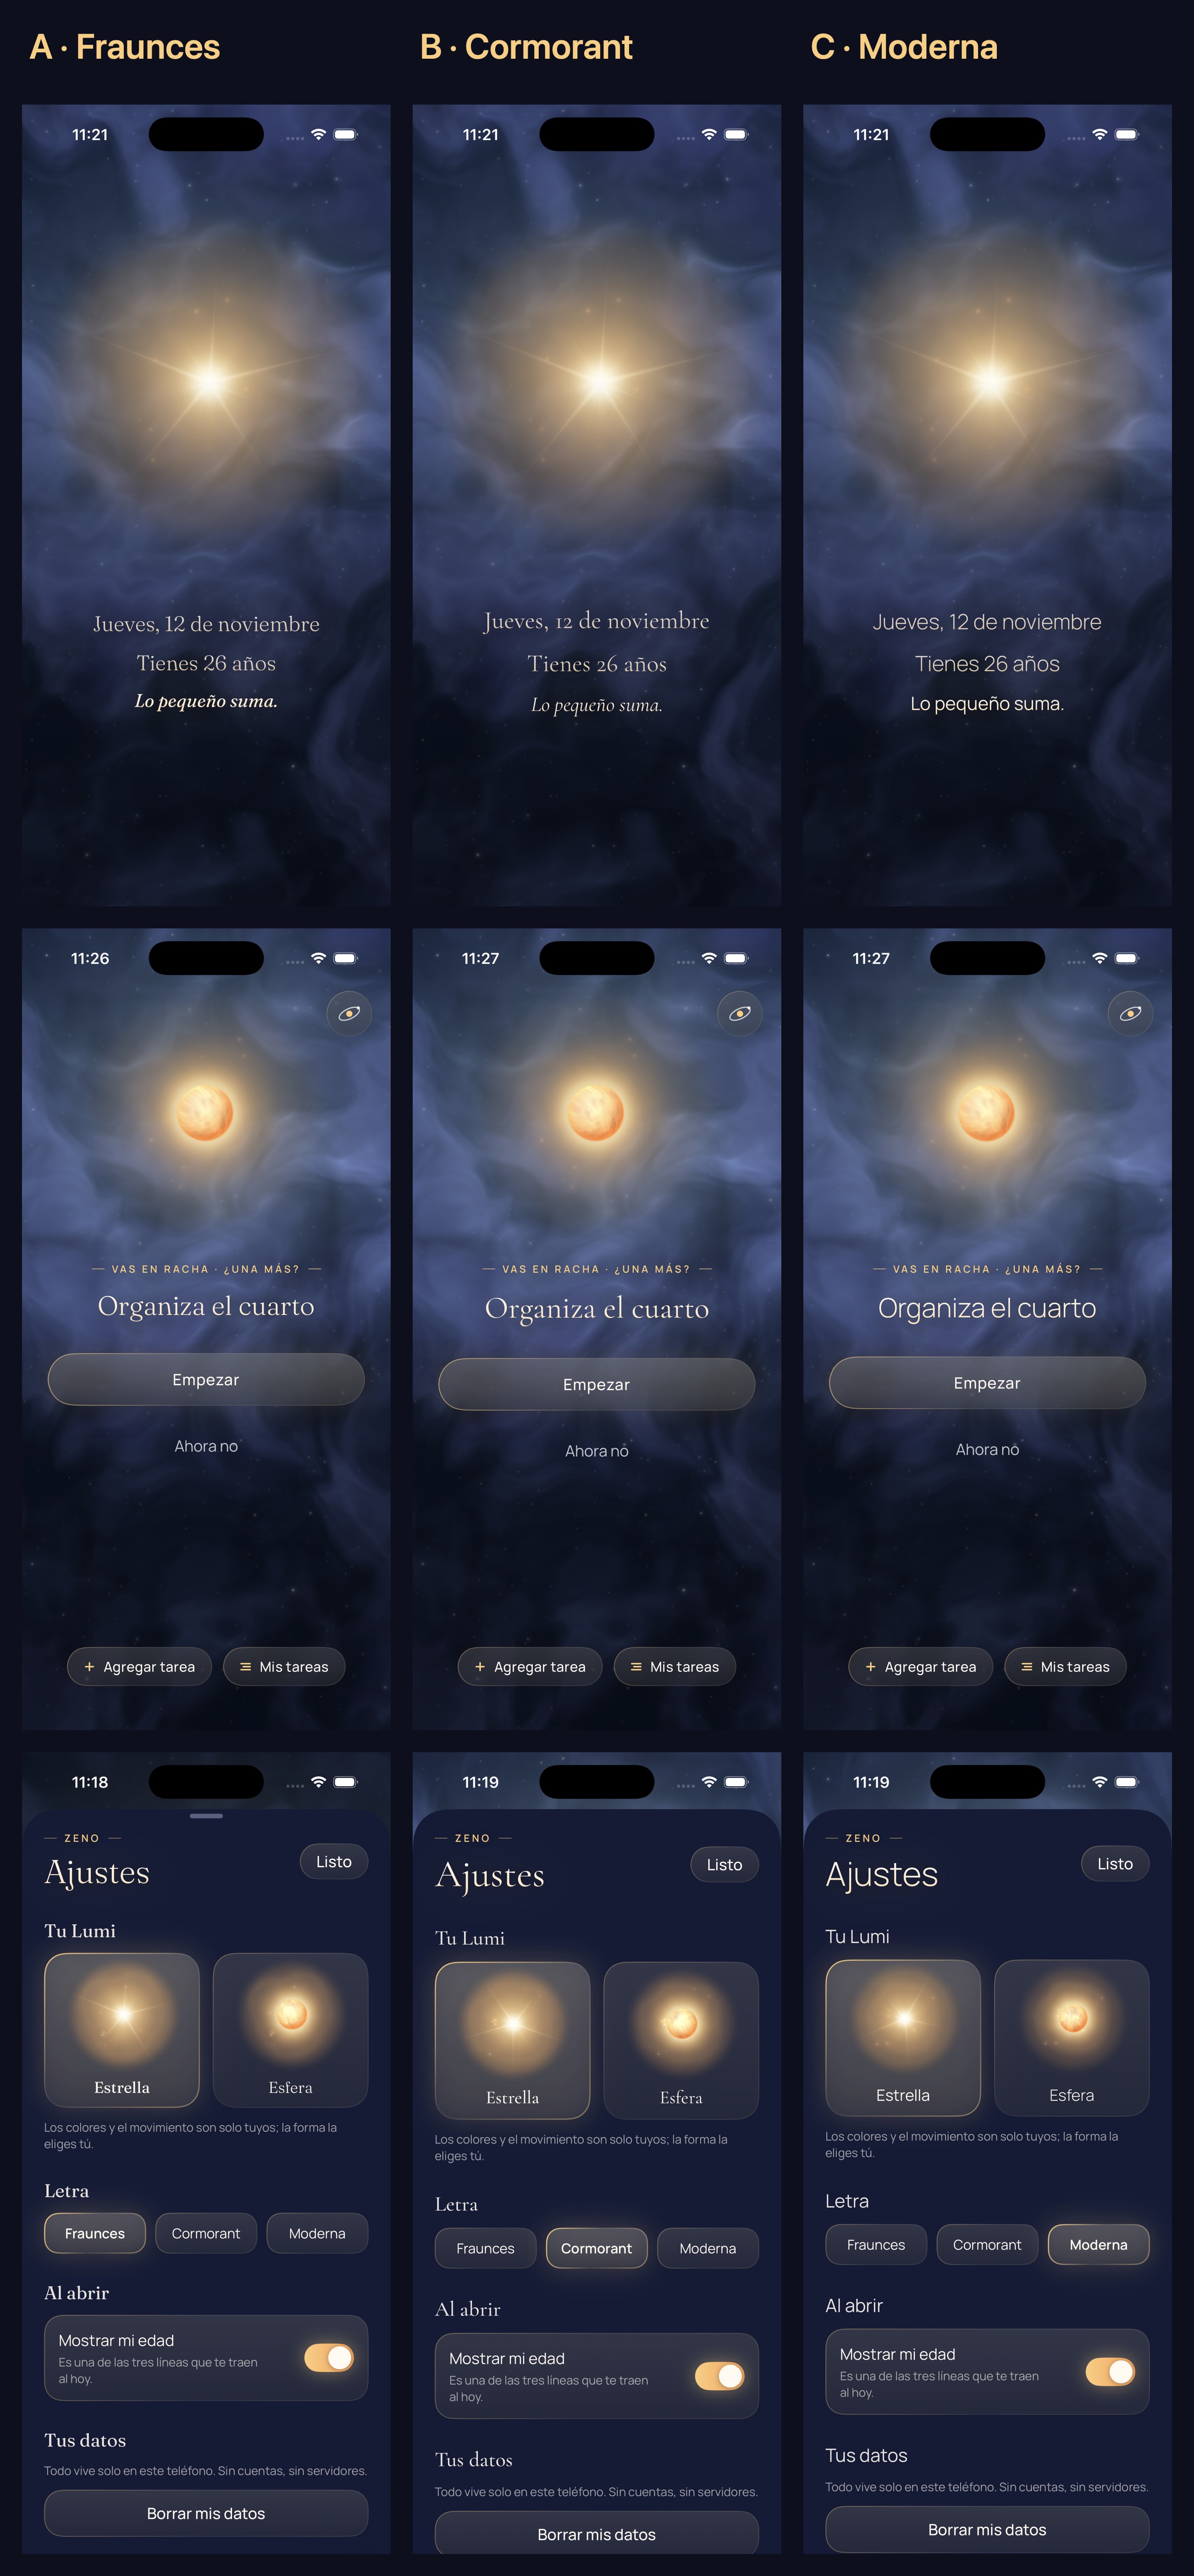 A · Fraunces
B · Cormorant
C · Moderna
11:21
11:21
11:21
Jueves, 12 de noviembre
Tienes 26 años
Lo pequeño suma.
Jueves, 12 de noviembre
Tienes 26 años
Lo pequeño suma.
Jueves, 12 de noviembre
Tienes 26 años
Lo pequeño suma.
11:26
VAS EN RACHA · ¿UNA MÁS?
Organiza el cuarto
Empezar
Ahora no
+ Agregar tarea
Mis tareas
11:27
VAS EN RACHA · ¿UNA MÁS?
Organiza el cuarto
Empezar
Ahora no
+ Agregar tarea
Mis tareas
11:27
VAS EN RACHA · ¿UNA MÁS?
Organiza el cuarto
Empezar
Ahora no
+ Agregar tarea
Mis tareas
11:18
ZENO
Ajustes
Listo
Tu Lumi
Estrella
Esfera
Los colores y el movimiento son solo tuyos; la forma la
eliges tú.
Letra
Fraunces
Cormorant
Moderna
Al abrir
Mostrar mi edad
Es una de las tres líneas que te traen
al hoy.
Tus datos
Todo vive solo en este teléfono. Sin cuentas, sin servidores.
Borrar mis datos
11:19
ZENO
Ajustes
Listo
Tu Lumi
Estrella
Esfera
Los colores y el movimiento son solo tuyos; la forma la
eliges tú.
Letra
Fraunces
Cormorant
Moderna
Al abrir
Mostrar mi edad
Es una de las tres líneas que te traen
al hoy.
Tus datos
Todo vive solo en este teléfono. Sin cuentas, sin servidores.
Borrar mis datos
11:19
ZENO
Ajustes
Listo
Tu Lumi
Estrella
Esfera
Los colores y el movimiento son solo tuyos; la forma la
eliges tú.
Letra
Fraunces
Cormorant
Moderna
Al abrir
Mostrar mi edad
Es una de las tres líneas que te traen
al hoy.
Tus datos
Todo vive solo en este teléfono. Sin cuentas, sin servidores.
Borrar mis datos